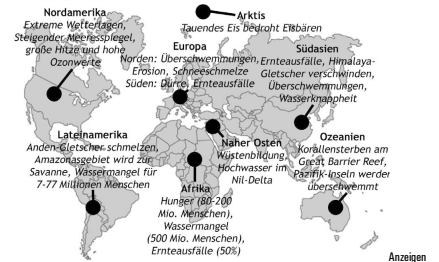 Nordamerika
Extreme Wetterlagen,
Steigender Meeresspiegel,
große Hitze und hohe
Ozonwerte
Arktis
Tauendes Eis bedroht Eisbären
Europa
Norden: Überschwemmungen,
Erosion, Schneeschmelze
Süden: Dürre, Ernteausfälle
Südasien
Ernteausfälle, Himalaya-
Gletscher verschwinden,
Überschwemmungen,
Wasserknappheit
Lateinamerika
Anden-Gletscher schmelzen,
Amazonasgebiet wird zur
Savanne, Wassermangel für
7-77 Millionen Menschen
Naher Osten
Wüstenbildung,
Hochwasser im
Nil-Delta
Ozeanien
Korallensterben am
Great Barrier Reef,
Pazifik-Inseln werden
überschwemmt
Afrika
Hunger (80-200
Mio. Menschen),
Wassermangel
(500 Mio. Menschen),
Ernteausfälle (50%)
Anzeigen